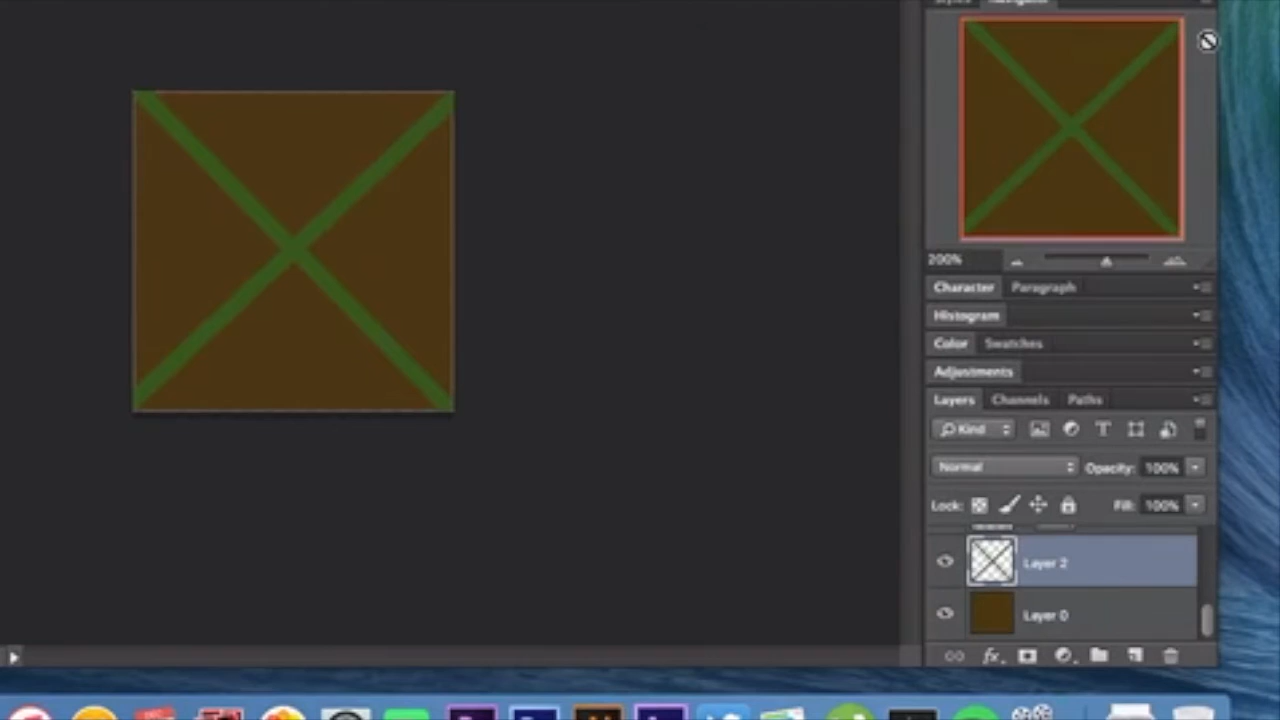 Navigator
200%
Character Paragraph
Histogram
Color Swatches
Adjustments
Layers Channels Paths
Kind
Normal Opacity: 100%
Lock: Fill: 100%
Layer 2
Layer 0